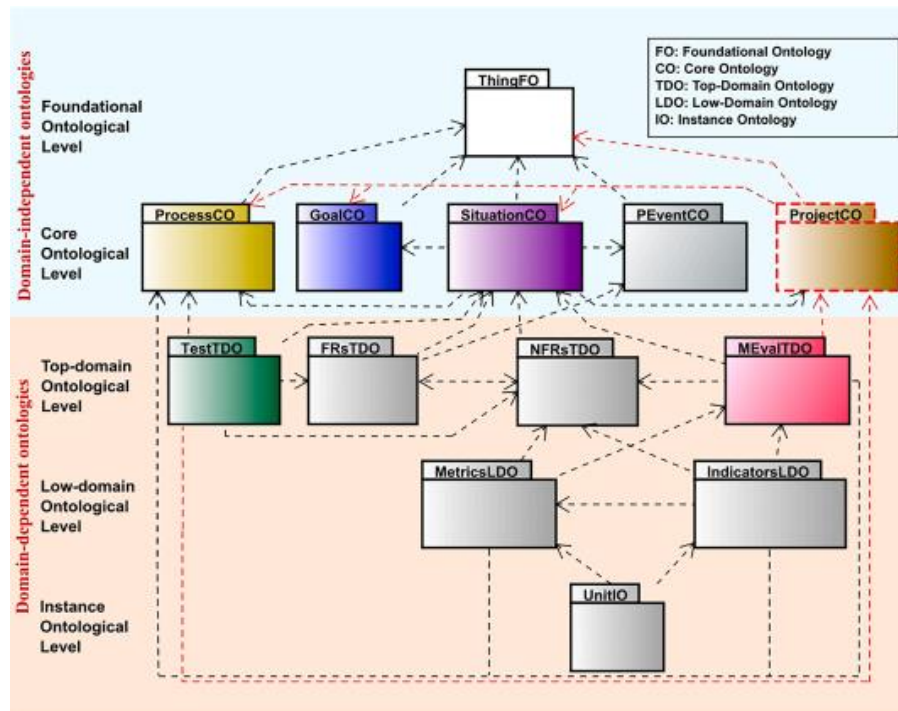 FO: Foundational Ontology
CO: Core Ontology
TDO: Top-Domain Ontology
LDO: Low-Domain Ontology
IO: Instance Ontology
Domain-independent ontologies
Foundational
Ontological
Level
ThingFO
Core
Ontological
Level
ProcessCO
GoalCO
SituationCO
PEventCO
ProjectCO
Domain-dependent ontologies
Top-domain
Ontological
Level
TestTDO
FRsTDO
NFRsTDO
MEvalTDO
Low-domain
Ontological
Level
MetricsLDO
IndicatorsLDO
Instance
Ontological
Level
UnitIO